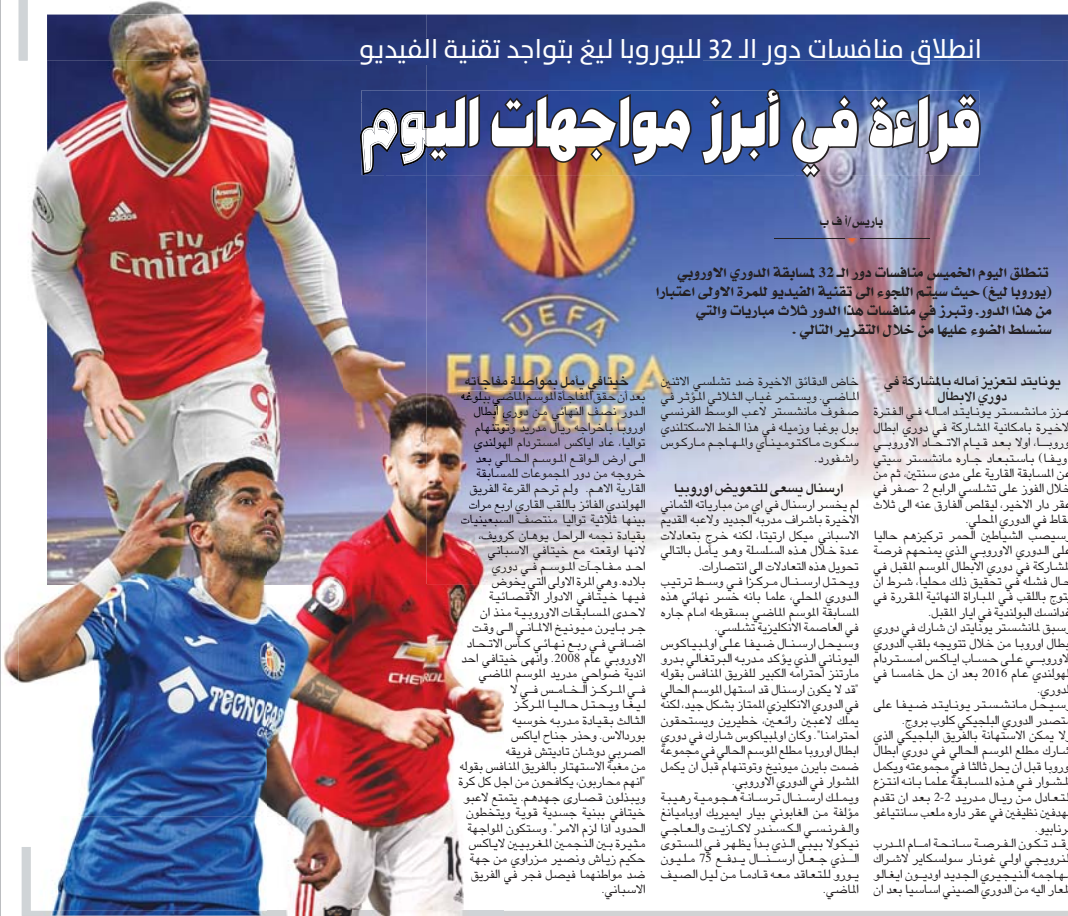 انطلاق منافسات دور الـ 32 لليوروبا ليغ بتواجد تقنية الفيديو
قراءة في أبرز مواجهات اليوم
باريس/أ ف ب
تنطلق اليوم الخميس منافسات دور الـ 32 لمسابقة الدوري الاوروبي
(يوروبا ليغ) حيث سيتم اللجوء الى تقنية الفيديو للمرة الاولى اعتبارا
من هذا الدور. وتبرز في منافسات هذا الدور ثلاث مباريات والتي
سنسلط الضوء عليها من خلال التقرير التالي .
يونايتد لتعزيز آماله بالمشاركة في
دوري الابطال
عزز مانشستر يونايتد اماله في الفترة
الاخيرة بامكانية المشاركة في دوري ابطال
اوروبا، اولا بعد قيام الاتحاد الاوروبي
(ويفا) باستبعاد جاره مانشستر سيتي
عن المسابقة القارية على مدى سنتين، ثم من
خلال الفوز على تشلسي الرابع 2 -صفر في
عقر دار الاخير، ليقلص الفارق عنه الى ثلاث
نقاط في الدوري المحلي.
وسيصب الشياطين الحمر تركيزهم حاليا
على الدوري الاوروبي الذي يمنحهم فرصة
المشاركة في دوري الابطال الموسم المقبل في
حال فشله في تحقيق ذلك محليا، شرط ان
يتوج باللقب في المباراة النهائية المقررة في
غدانسك البولندية في ايار المقبل.
وسبق لمانشستر يونايتد ان شارك في دوري
ابطال اوروبا من خلال تتويجه بلقب الدوري
الاوروبي على حساب اياكس امستردام
الهولندي عام 2016 بعد ان حل خامسا في
الدوري.
وسيحل مانشستر يونايتد ضيفا على
متصدر الدوري البلجيكي كلوب بروج.
ولا يمكن الاستهانة بالفريق البلجيكي الذي
شارك مطلع الموسم الحالي في دوري ابطال
اوروبا قبل ان يحل ثالثا في مجموعته ويكمل
المشوار في هذه المسابقة علما بانه انتزع
التعادل من ريال مدريد 2-2 بعد ان تقدم
بهدفين نظيفين في عقر داره ملعب سانتياغو
برنابيو.
وقد تكون الفرصة سانحة امام المدرب
النرويجي اولي غونار سولسكاير لاشراك
مهاجمه النيجيري الجديد اوديون ايغالو
المعار اليه من الدوري الصيني اساسيا بعد ان
خاض الدقائق الاخيرة ضد تشلسي الاثنين
الماضي. ويستمر غياب الثلاثي المؤثر في
صفوف مانشستر لاعب الوسط الفرنسي
بول بوغبا وزميله في هذا الخط الاسكتلندي
سكوت ماكتوميناي والمهاجم ماركوس
راشفورد.
ارسنال يسعى للتعويض اوروبيا
لم يخسر ارسنال في اي من مبارياته الثماني
الاخيرة باشراف مدربه الجديد ولاعبه القديم
الاسباني ميكل ارتيتا، لكنه خرج بتعادلات
عدة خلال هذه السلسلة وهو يأمل بالتالي
تحويل هذه التعادلات الى انتصارات.
ويحتل ارسنال مركزا في وسط ترتيب
الدوري المحلي، علما بانه خسر نهائي هذه
المسابقة الموسم الماضي بسقوطه امام جاره
في العاصمة الانكليزية تشلسي.
وسيحل ارسنال ضيفا على اولمبياكوس
اليوناني الذي يؤكد مدربه البرتغالي بدرو
مارتنز احترامه الكبير للفريق المنافس بقوله
"قد لا يكون ارسنال قد استهل الموسم الحالي
في الدوري الانكليزي الممتاز بشكل جيد، لكنه
يملك لاعبين رائعين، خطيرين ويستحقون
احترامنا". وكان اولمبياكوس شارك في دوري
ابطال اوروبا مطلع الموسم الحالي في مجموعة
ضمت بايرن ميونيخ وتوتنهام قبل ان يكمل
المشوار في الدوري الاوروبي.
ويملك ارسنال ترسانة هجومية رهيبة
مؤلفة من الغابوني بيار ايميريك اوباميانغ
والفرنسي الكسندر لاكازيت والعاجي
نيكولا بيبي الذي بدأ يظهر في المستوى
الذي جعل ارسنال يدفع 75 مليون
يورو للتعاقد معه قادما من ليل الصيف
الماضي.
خيتافي يأمل بمواصلة مفاجآته
بعد ان حقق المفاجأة الموسم الماضي ببلوغه
الدور نصف النهائي من دوري ابطال
اوروبا باخراجه ريال مدريد وتوتنهام
تواليا، عاد اياكس امستردام الهولندي
الى ارض الواقع الموسم الحالي بعد
خروجه من دور المجموعات للمسابقة
القارية الاهم. ولم ترحم القرعة الفريق
الهولندي الفائز باللقب القاري اربع مرات
بينها ثلاثية تواليا منتصف السبعينيات
بقيادة نجمه الراحل يوهان كرويف،
لانها اوقعته مع خيتافي الاسباني
احد مفاجآت الموسم في دوري
بلاده. وهي المرة الاولى التي يخوض
فيها خيتافي الادوار الاقصائية
لاحدى المسابقات الاوروبية منذ ان
جر بايرن ميونيخ الالماني الى وقت
اضافي في ربع نهائي كأس الاتحاد
الاوروبي عام 2008. وانهى خيتافي احد
اندية ضواحي مدريد الموسم الماضي
في المركز الخامس في لا
ليغا ويحتل حاليا المركز
الثالث بقيادة مدربه خوسيه
بوردالاس. وحذر جناح اياكس
الصربي دوشان تاديتش فريقه
من مغبة الاستهتار بالفريق المنافس بقوله
"انهم محاربون، يكافحون من اجل كل كرة
ويبذلون قصارى جهدهم. يتمتع لاعبو
خيتافي ببنية جسدية قوية ويتخطون
الحدود اذا لزم الامر". وستكون المواجهة
مثيرة بين النجمين المغربيين لاياكس
حكيم زياش ونصير مزراوي من جهة
ضد مواطنهما فيصل فجر في الفريق
الاسباني.
UEFA
EUROPA
Arsenal
adidas
Fly
Emirates
CHEVROL
TECNOCAS
18